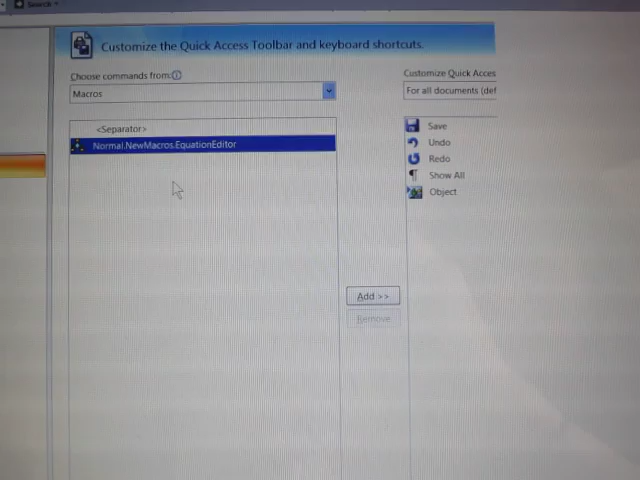 Search
Customize the Quick Access Toolbar and keyboard shortcuts.
Choose commands from:
Macros
<Separator>
Normal.NewMacros.EquationEditor
Add >>
Remove
Customize Quick Acces
For all documents (def
Save
Undo
Redo
Show All
Object